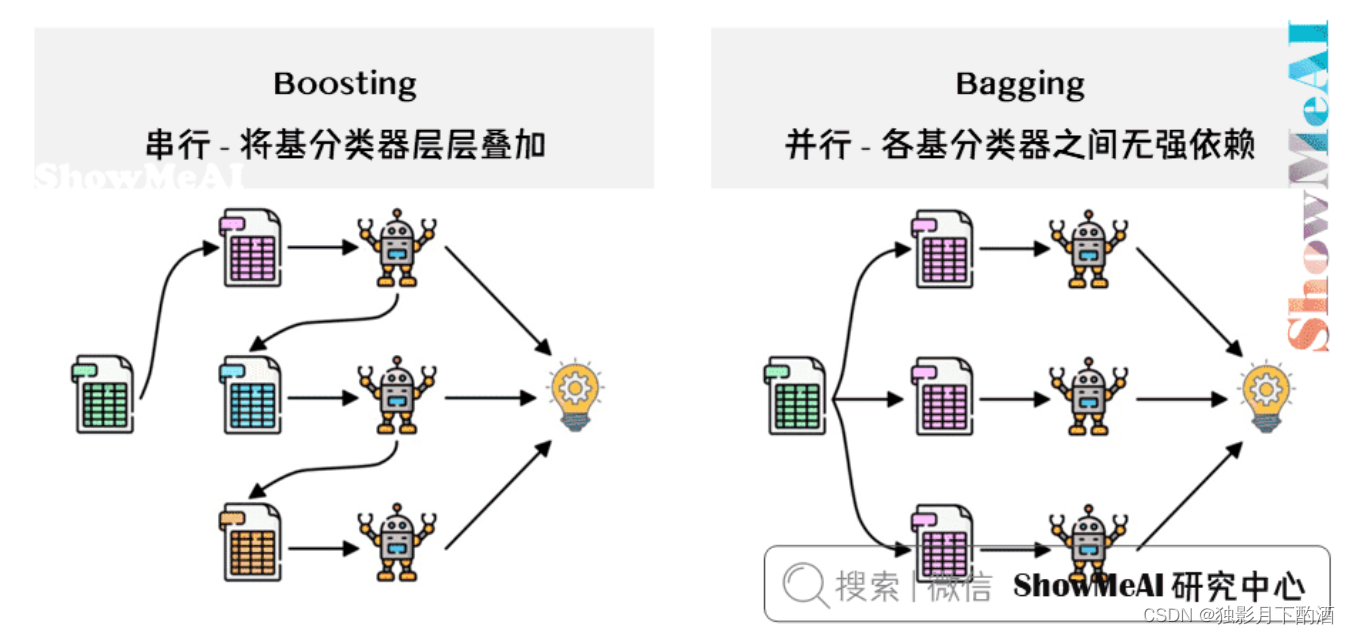 Boosting
串行 - 将基分类器层层叠加
ShowMeAI
Bagging
并行 - 各基分类器之间无强依赖
ShowMeAI
搜索 | 微信 ShowMeAI 研究中心
CSDN @独影月下酌酒